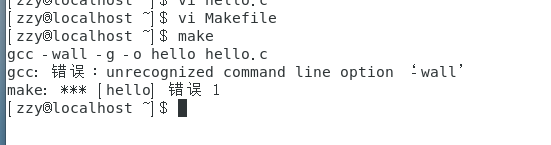 [zzy@localhost ~]$ vi hello.c
[zzy@localhost ~]$ vi Makefile
[zzy@localhost ~]$ make
gcc -wall -g -o hello hello.c
gcc: 错误：unrecognized command line option ‘-wall’
make: *** [hello] 错误 1
[zzy@localhost ~]$